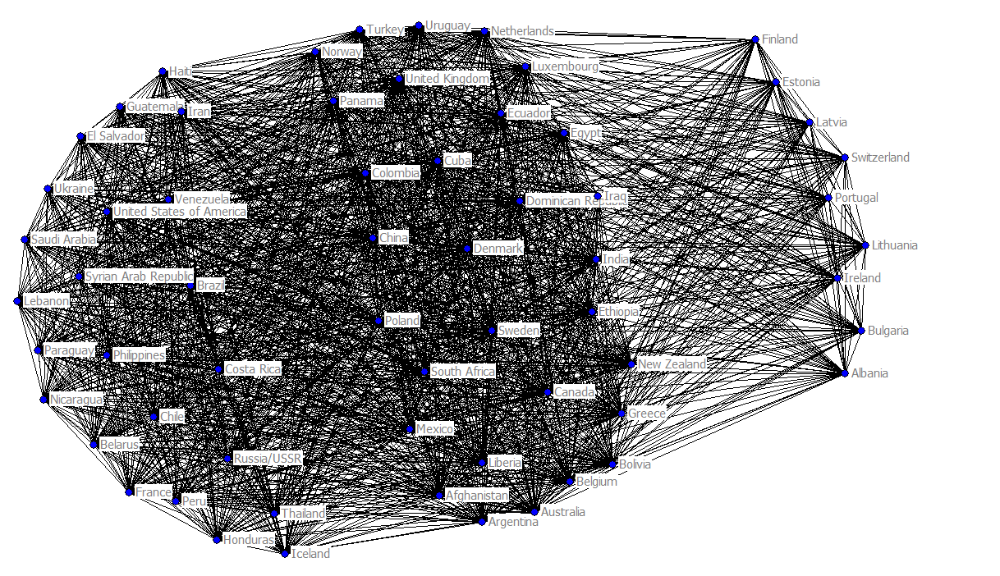 Turkey
Uruguay
Netherlands
Finland
Norway
Luxembourg
Haiti
United Kingdom
Estonia
Panama
Guatemala
Iran
Ecuador
Latvia
El Salvador
Egypt
Switzerland
Cuba
Colombia
Ukraine
Venezuela
Dominican Republic
Iraq
Portugal
United States of America
Saudi Arabia
China
Denmark
Lithuania
India
Syrian Arab Republic
Brazil
Ireland
Lebanon
Ethiopia
Poland
Sweden
Bulgaria
Paraguay
Philippines
New Zealand
Costa Rica
South Africa
Albania
Canada
Nicaragua
Chile
Greece
Mexico
Belarus
Russia/USSR
Liberia
Bolivia
Belgium
France
Peru
Afghanistan
Thailand
Australia
Argentina
Honduras
Iceland